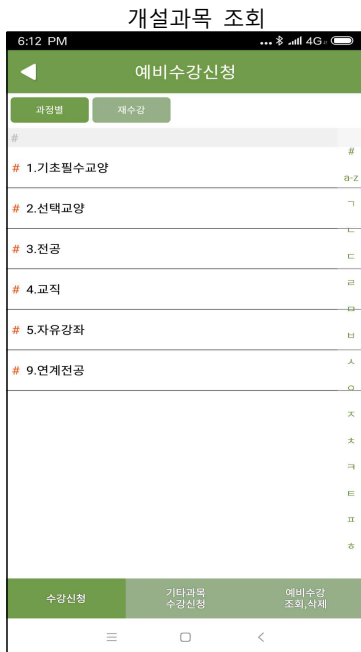 개설과목 조회
6:12 PM
4G
예비수강신청
과정별
재수강
#
# 1.기초필수교양
# 2.선택교양
# 3.전공
# 4.교직
# 5.자유강좌
# 9.연계전공
#
a-z
ㄱ
ㄴ
ㄷ
ㄹ
ㅁ
ㅂ
ㅅ
ㅇ
ㅈ
ㅊ
ㅋ
ㅌ
ㅍ
ㅎ
수강신청
기타과목
수강신청
예비수강
조회,삭제